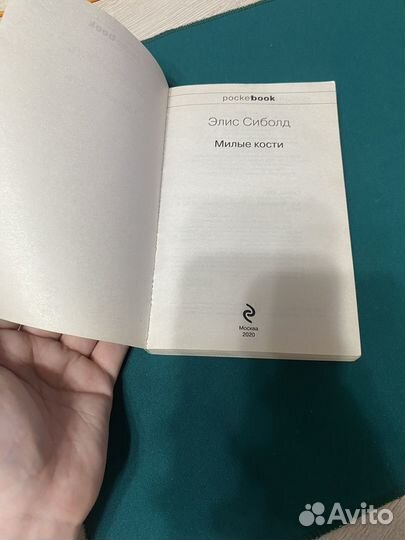 pocketbook
Элис Сиболд
Милые кости
Москва
2020
Avito